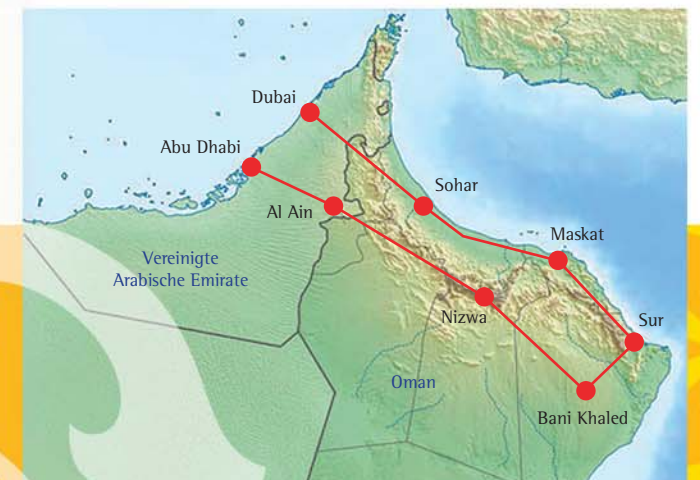 Dubai
Abu Dhabi
Sohar
Al Ain
Maskat
Vereinigte
Arabische Emirate
Nizwa
Sur
Oman
Bani Khaled